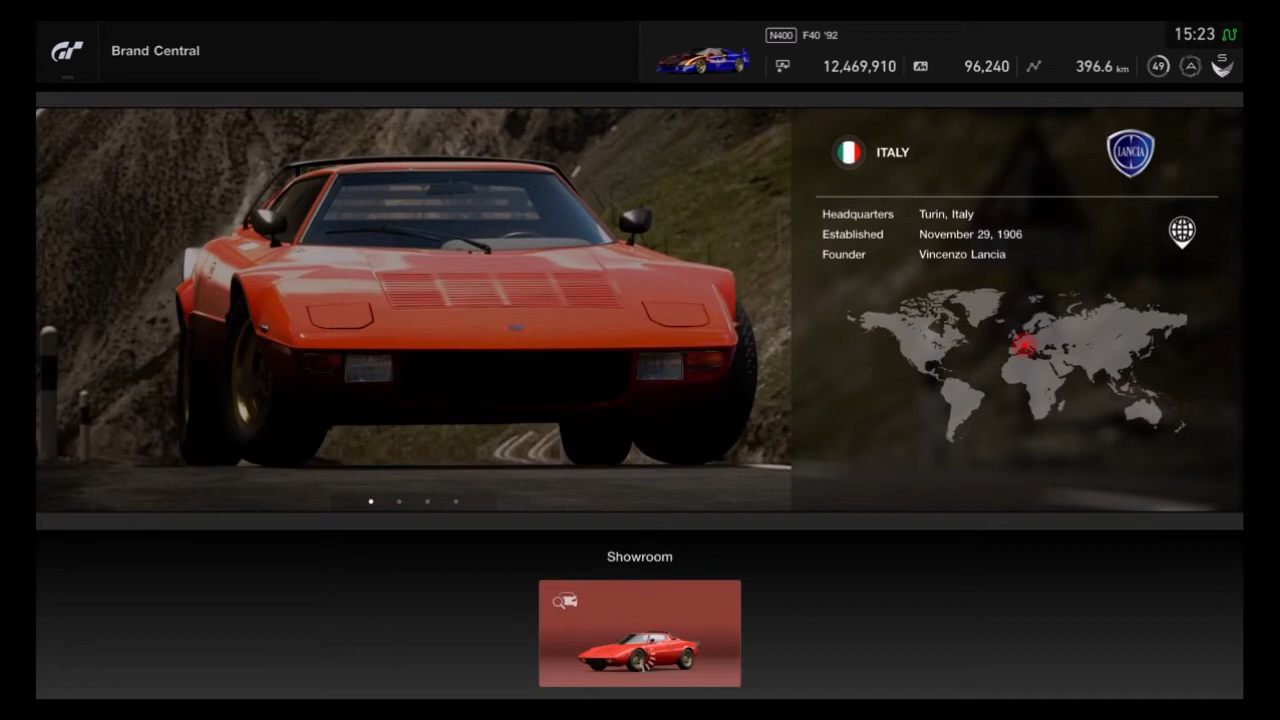 Brand Central
N400 F40 '92
15:23
12,469,910
96,240
396.6 km
49
S
ITALY
LANCIA
Headquarters Turin, Italy
Established November 29, 1906
Founder Vincenzo Lancia
Showroom